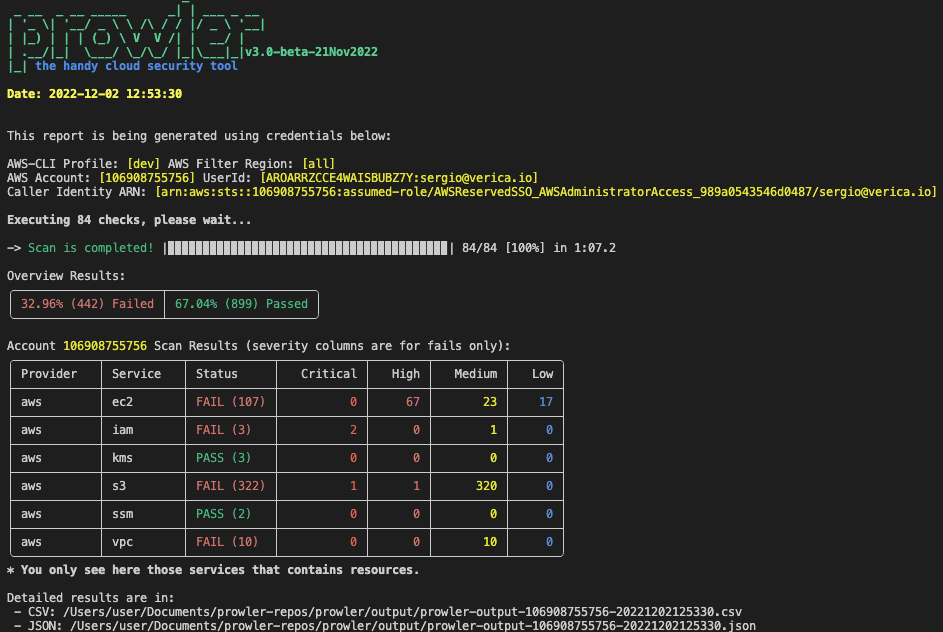 prowler v3.0-beta-21Nov2022
the handy cloud security tool
Date: 2022-12-02 12:53:30
This report is being generated using credentials below:
AWS-CLI Profile: [dev] AWS Filter Region: [all]
AWS Account: [106908755756] UserId: [AROARRZCCE4WAISBUBZ7Y:sergio@verica.io]
Caller Identity ARN: [arn:aws:sts::106908755756:assumed-role/AWSReservedSSO_AWSAdministratorAccess_989a0543546d0487/sergio@verica.io]
Executing 84 checks, please wait...
-> Scan is completed! |████████████████████████████████████████| 84/84 [100%] in 1:07.2
Overview Results:
32.96% (442) Failed 67.04% (899) Passed
Account 106908755756 Scan Results (severity columns are for fails only):
Provider Service Status Critical High Medium Low
aws ec2 FAIL (107) 0 67 23 17
aws iam FAIL (3) 2 0 1 0
aws kms PASS (3) 0 0 0 0
aws s3 FAIL (322) 1 1 320 0
aws ssm PASS (2) 0 0 0 0
aws vpc FAIL (10) 0 0 10 0
* You only see here those services that contains resources.
Detailed results are in:
- CSV: /Users/user/Documents/prowler-repos/prowler/output/prowler-output-106908755756-20221202125330.csv
- JSON: /Users/user/Documents/prowler-repos/prowler/output/prowler-output-106908755756-20221202125330.json